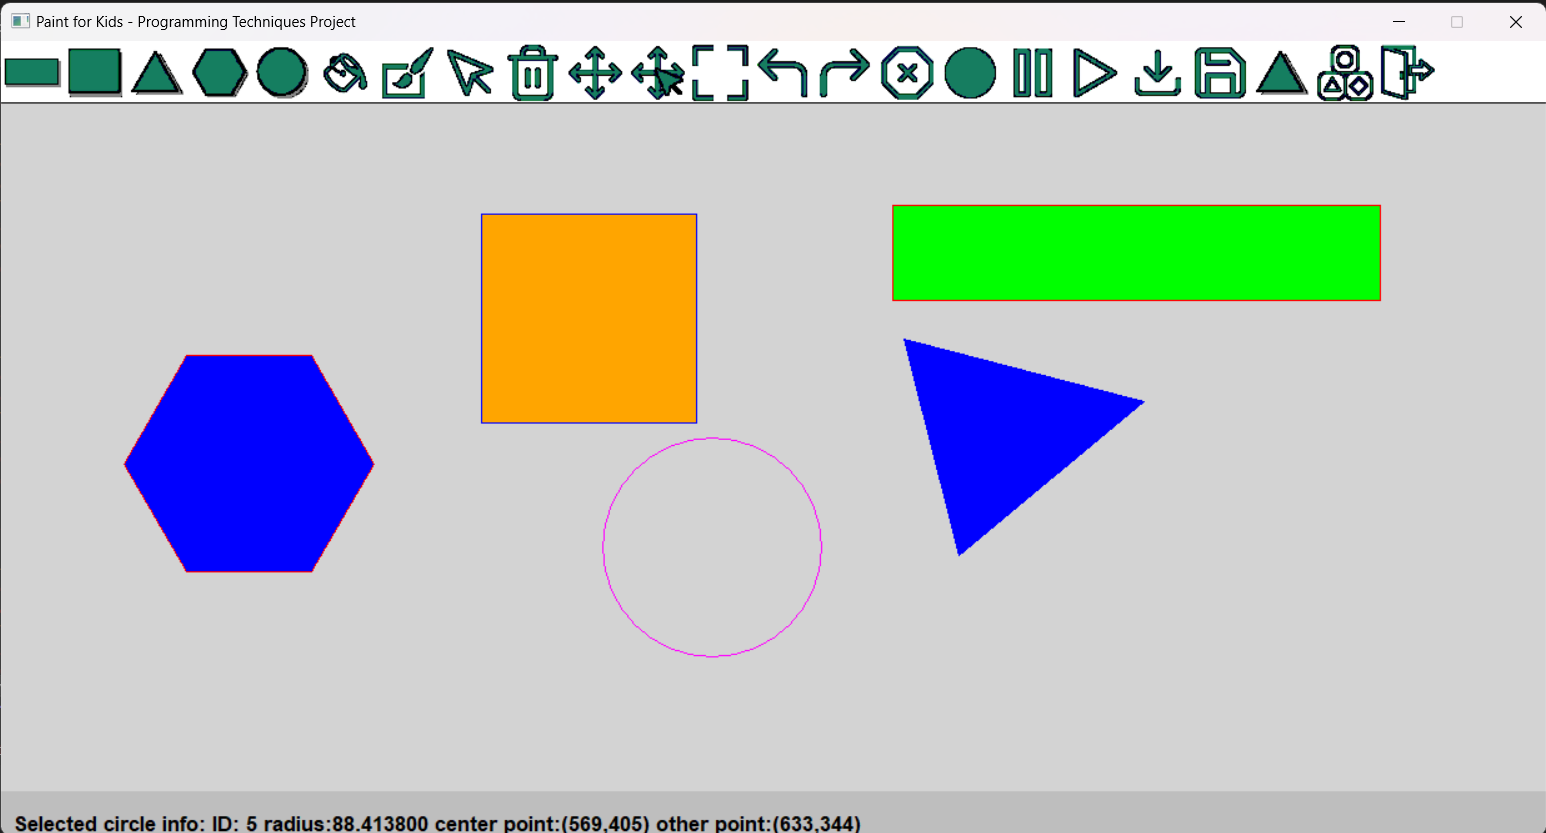 Paint for Kids - Programming Techniques Project
Selected circle info: ID: 5 radius:88.413800 center point:(569,405) other point:(633,344)